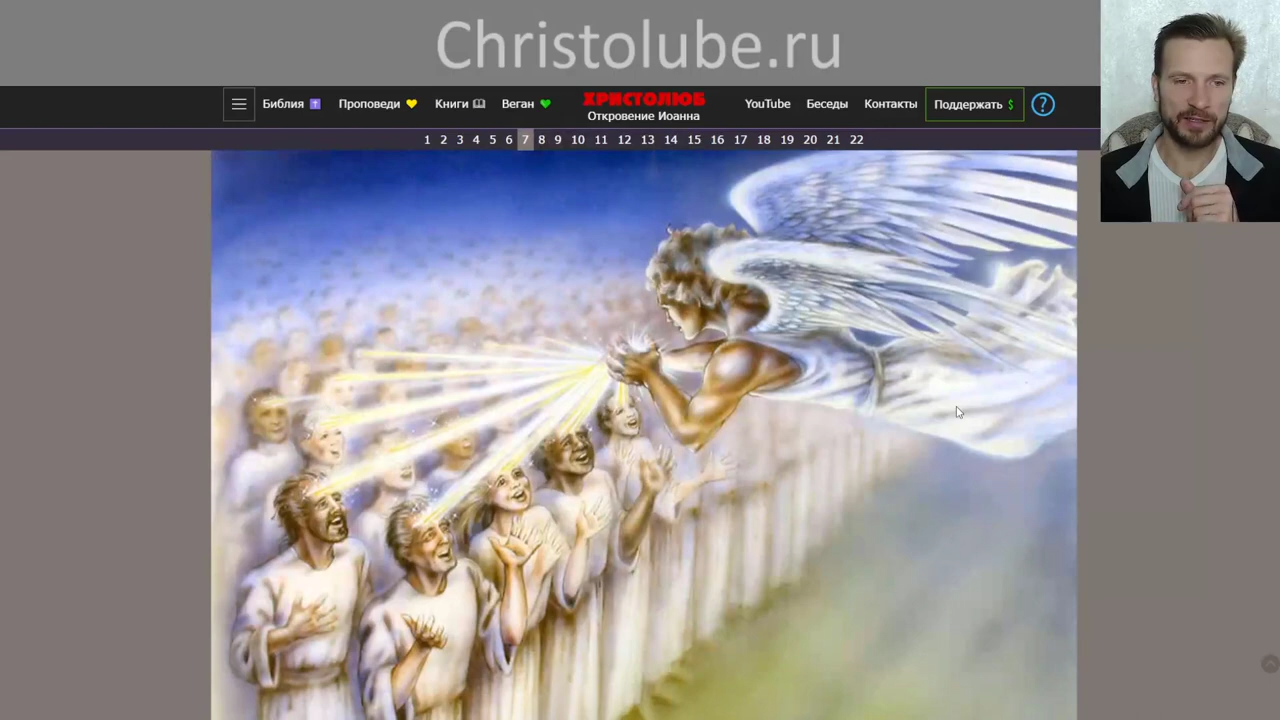 Christolube.ru
Библия Проповеди Книги Веган ХРИСТОЛЮБ YouTube Беседы Контакты Поддержать $ ?
Откровение Иоанна
1 2 3 4 5 6 7 8 9 10 11 12 13 14 15 16 17 18 19 20 21 22